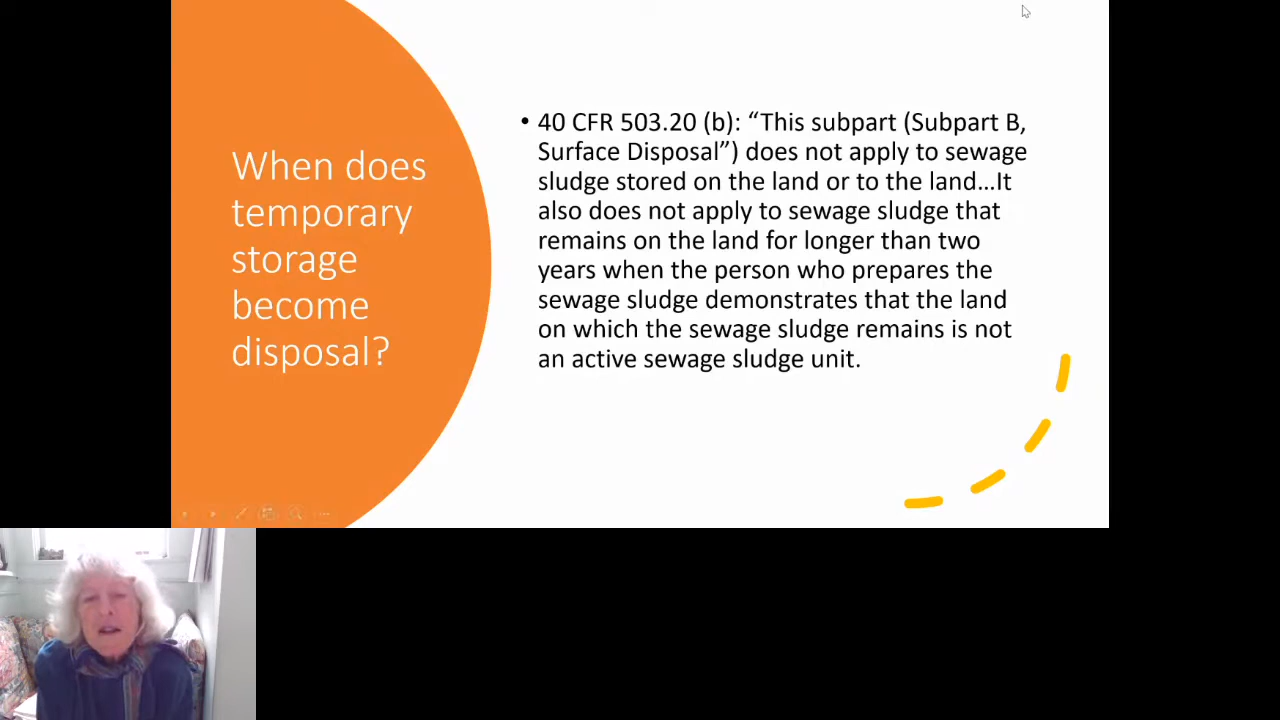 When does
temporary
storage
become
disposal?
• 40 CFR 503.20 (b): “This subpart (Subpart B,
Surface Disposal”) does not apply to sewage
sludge stored on the land or to the land…It
also does not apply to sewage sludge that
remains on the land for longer than two
years when the person who prepares the
sewage sludge demonstrates that the land
on which the sewage sludge remains is not
an active sewage sludge unit.